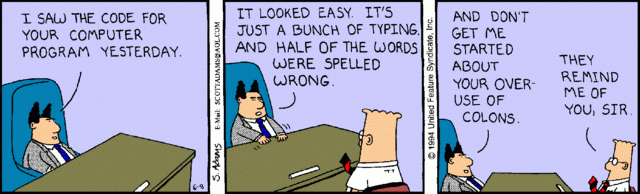 I SAW THE CODE FOR
YOUR COMPUTER
PROGRAM YESTERDAY.
6-8
S. Adams
E-Mail: SCOTTADAMS@AOL.COM
IT LOOKED EASY. IT'S
JUST A BUNCH OF TYPING.
AND HALF OF THE WORDS
WERE SPELLED
WRONG.
© 1994 United Feature Syndicate, Inc.
AND DON'T
GET ME
STARTED
ABOUT
YOUR OVER-
USE OF
COLONS.
THEY
REMIND
ME OF
YOU, SIR.